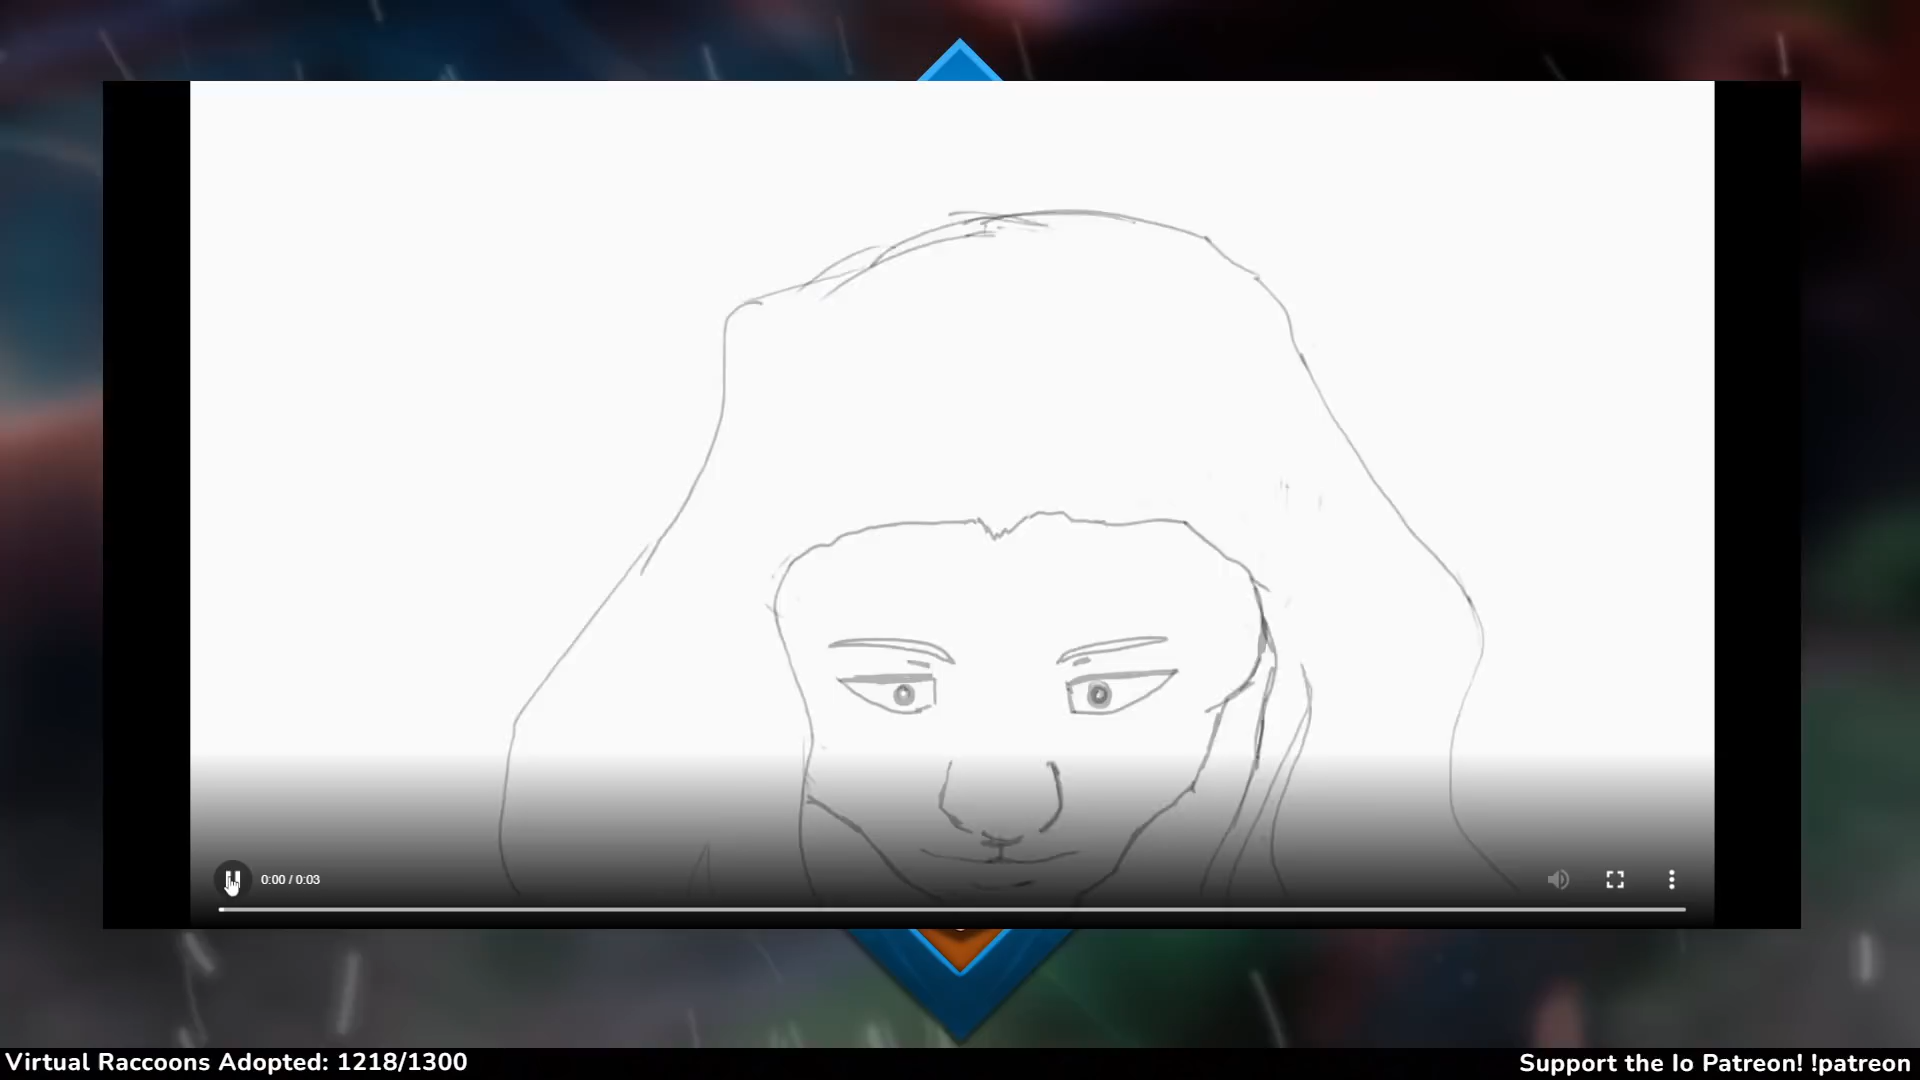 0:00 / 0:03
Virtual Raccoons Adopted: 1218/1300
Support the Io Patreon! !patreon